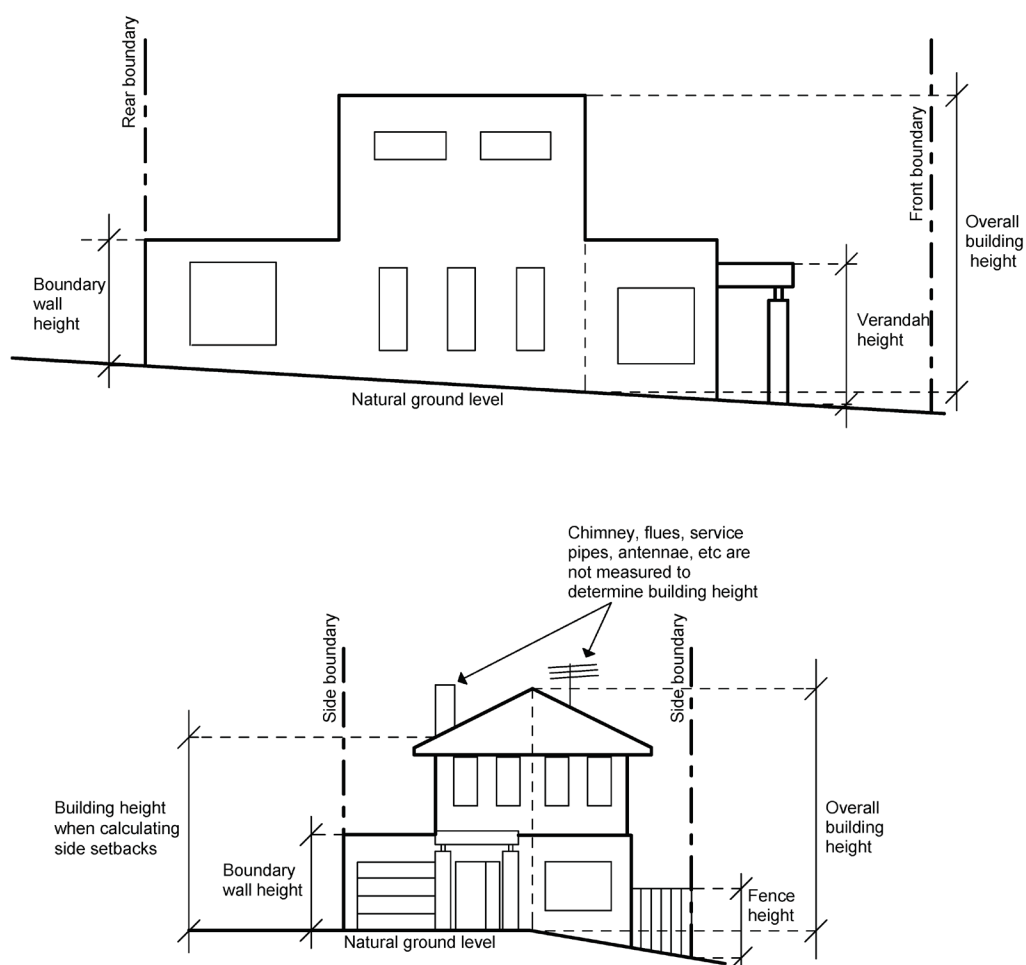 Rear boundary
Front boundary
Overall
building
height
Boundary
wall
height
Verandah
height
Natural ground level
Chimney, flues, service
pipes, antennae, etc are
not measured to
determine building height
Side boundary
Side boundary
Building height
when calculating
side setbacks
Overall
building
height
Boundary
wall height
Fence
height
Natural ground level